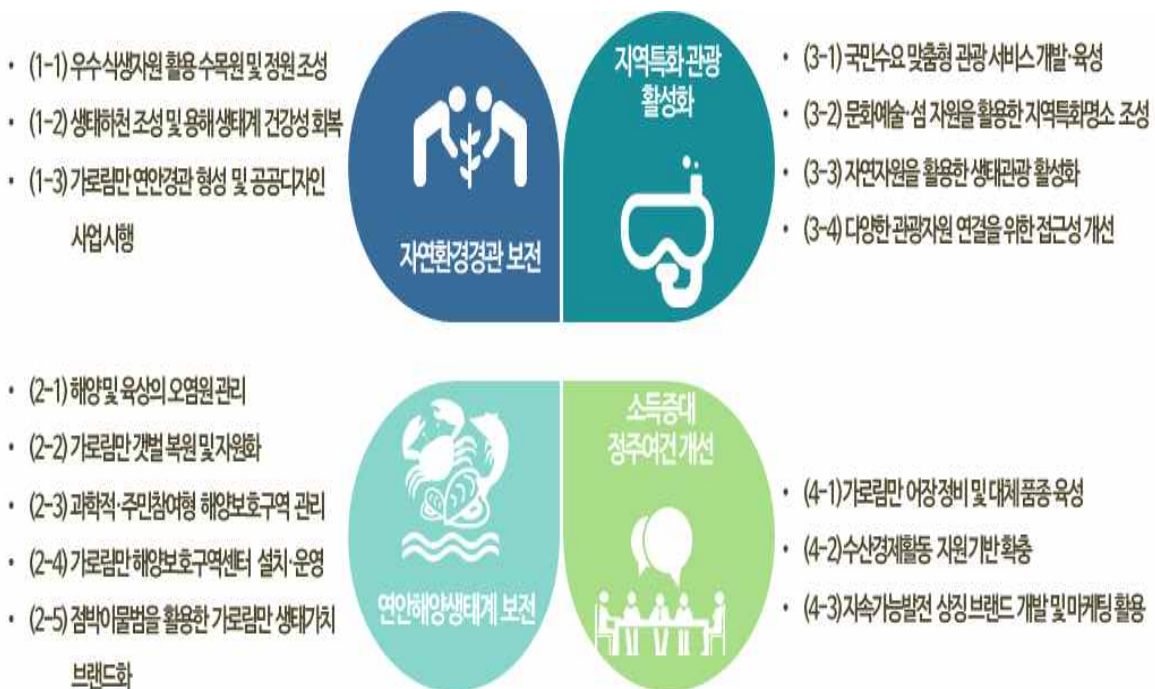 • (1-1) 우수 식생자원 활용 수목원 및 정원 조성
• (1-2) 생태하천 조성 및 용해 생태계 건강성 회복
• (1-3) 가로림만 연안경관 형성 및 공공디자인
사업 시행
자연환경경관 보전
지역특화 관광
활성화
• (3-1) 국민수요 맞춤형 관광 서비스 개발·육성
• (3-2) 문화예술·섬 자원을 활용한 지역특화명소 조성
• (3-3) 자연자원을 활용한 생태관광 활성화
• (3-4) 다양한 관광자원 연결을 위한 접근성 개선
• (2-1) 해양 및 육상의 오염원 관리
• (2-2) 가로림만 갯벌 복원 및 자원화
• (2-3) 과학적·주민참여형 해양보호구역 관리
• (2-4) 가로림만 해양보호구역센터 설치·운영
• (2-5) 점박이물범을 활용한 가로림만 생태가치
브랜드화
연안해양생태계 보전
소득증대
정주여건 개선
• (4-1) 가로림만 어장 정비 및 대체 품종 육성
• (4-2) 수산경제활동 지원기반 확충
• (4-3) 지속가능발전 상징 브랜드 개발 및 마케팅 활용